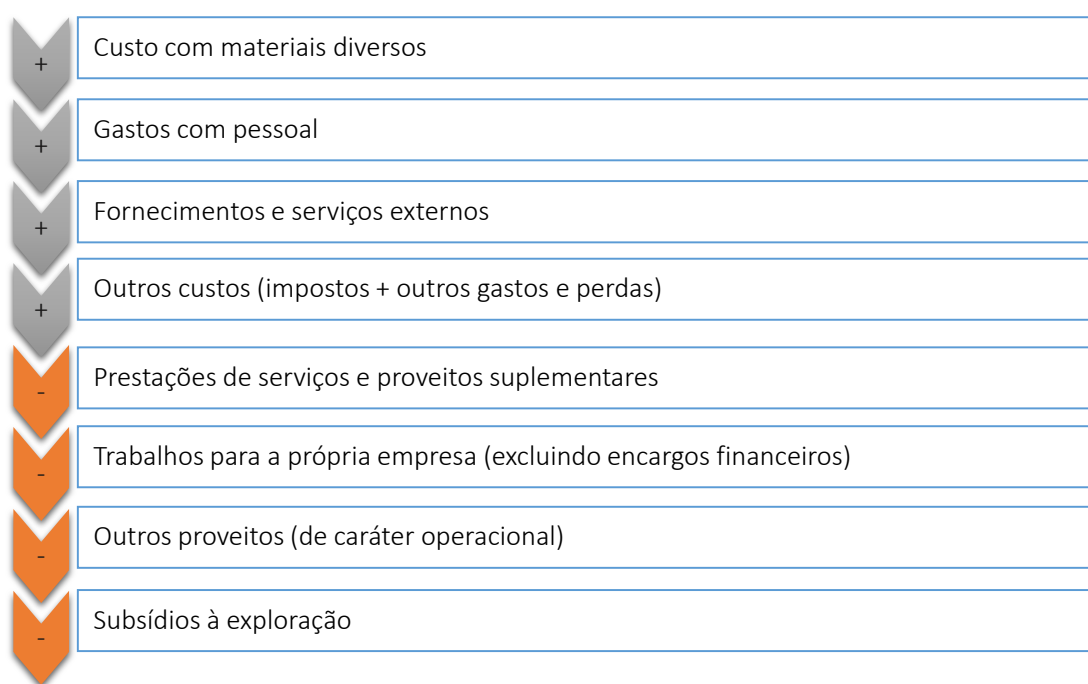 + Custo com materiais diversos
+ Gastos com pessoal
+ Fornecimentos e serviços externos
+ Outros custos (impostos + outros gastos e perdas)
- Prestações de serviços e proveitos suplementares
- Trabalhos para a própria empresa (excluindo encargos financeiros)
- Outros proveitos (de caráter operacional)
- Subsídios à exploração